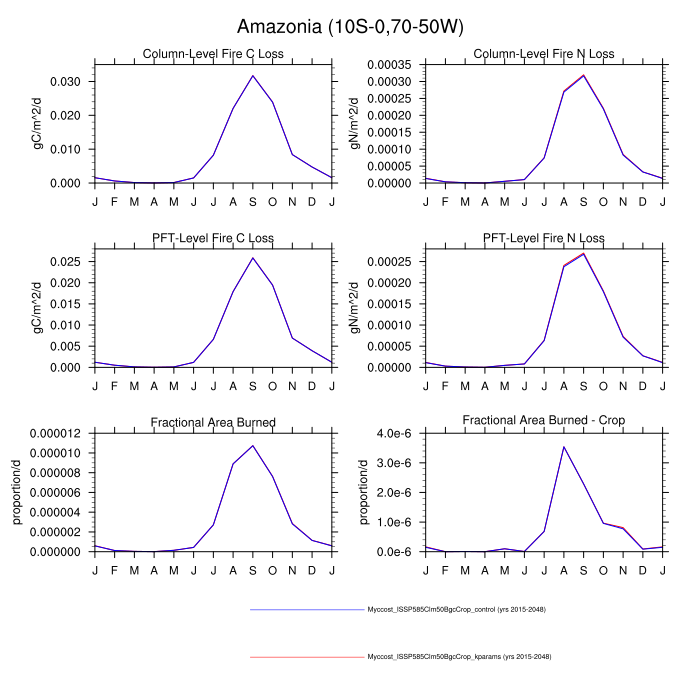 Amazonia (10S-0,70-50W)
Column-Level Fire C Loss
gC/m^2/d
0.030
0.020
0.010
0.000
J F M A M J J A S O N D J
Column-Level Fire N Loss
gN/m^2/d
0.00035
0.00030
0.00025
0.00020
0.00015
0.00010
0.00005
0.00000
J F M A M J J A S O N D J
PFT-Level Fire C Loss
gC/m^2/d
0.025
0.020
0.015
0.010
0.005
0.000
J F M A M J J A S O N D J
PFT-Level Fire N Loss
gN/m^2/d
0.00025
0.00020
0.00015
0.00010
0.00005
0.00000
J F M A M J J A S O N D J
Fractional Area Burned
proportion/d
0.000012
0.000010
0.000008
0.000006
0.000004
0.000002
0.000000
J F M A M J J A S O N D J
Fractional Area Burned - Crop
proportion/d
4.0e-6
3.0e-6
2.0e-6
1.0e-6
0.0e-6
J F M A M J J A S O N D J
Myccost_ISSP585Clm50BgcCrop_control (yrs 2015-2048)
Myccost_ISSP585Clm50BgcCrop_kparams (yrs 2015-2048)